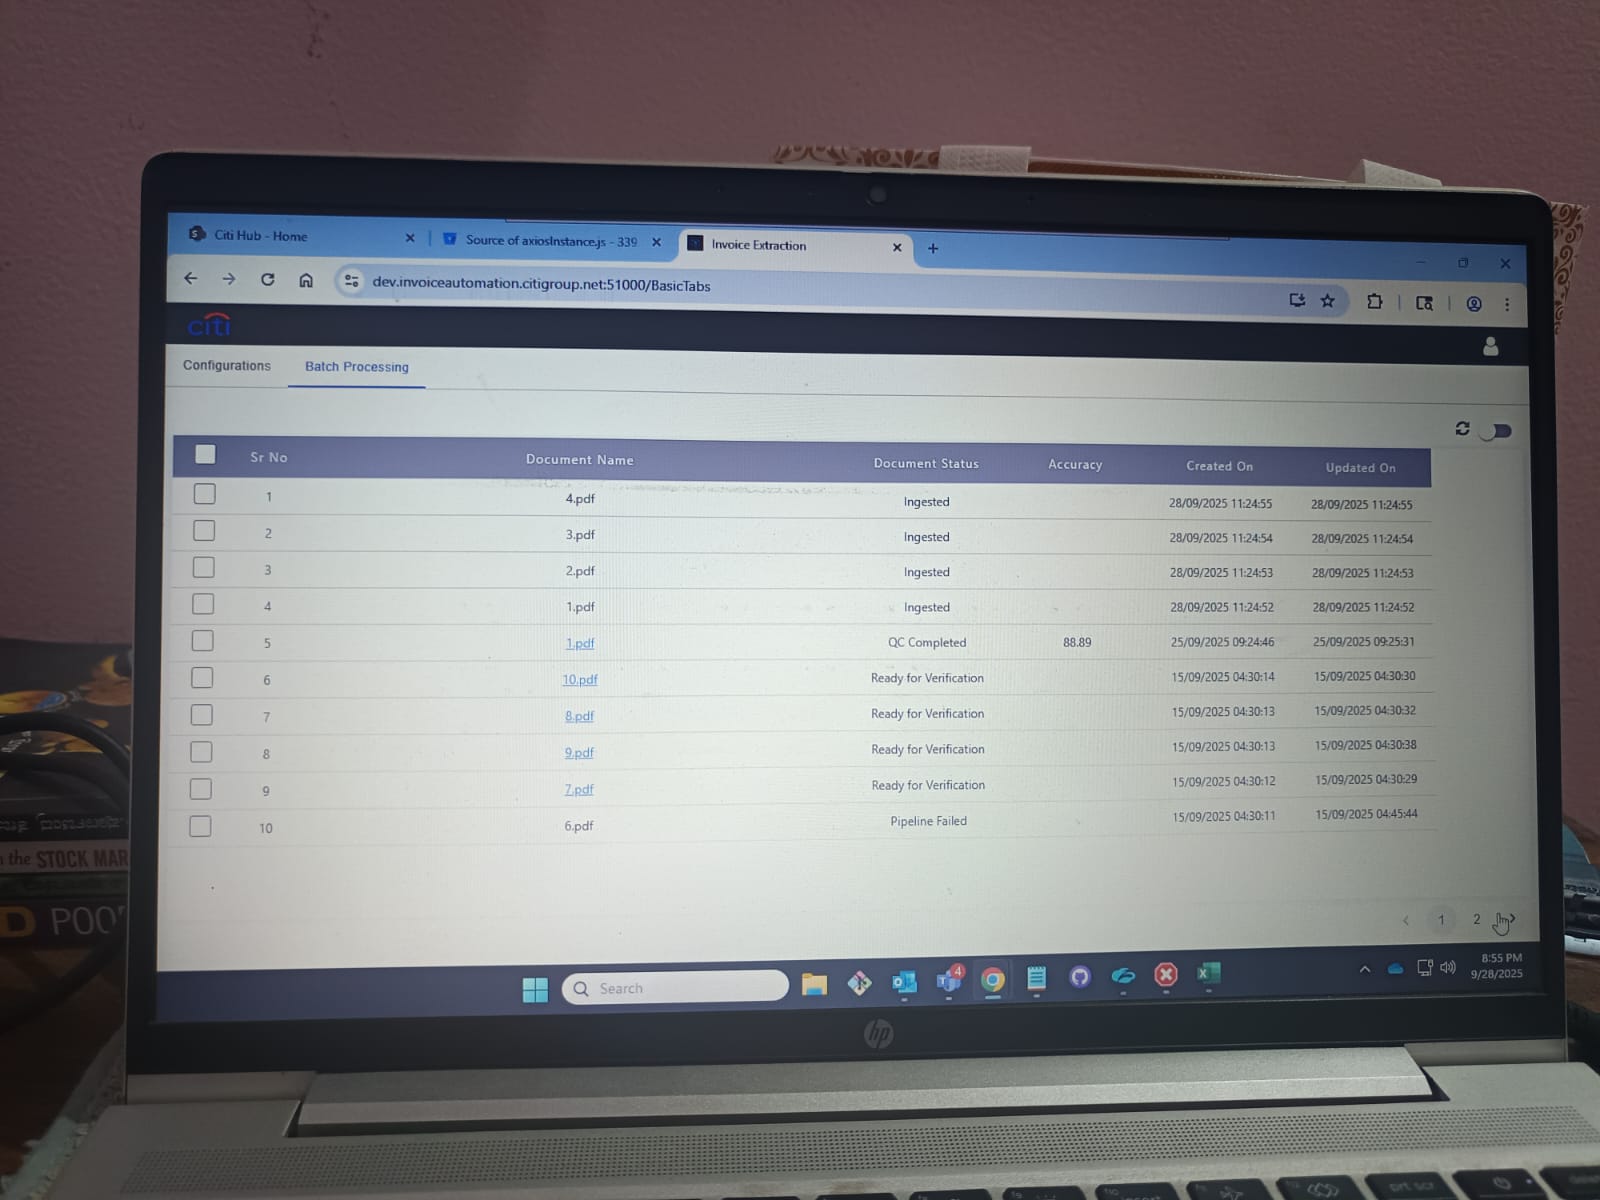 Citi Hub - Home
Source of axiosInstance.js - 339
Invoice Extraction
dev.invoiceautomation.citigroup.net:51000/BasicTabs
citi
Configurations Batch Processing
Sr No Document Name Document Status Accuracy Created On Updated On
1 4.pdf Ingested 28/09/2025 11:24:55 28/09/2025 11:24:55
2 3.pdf Ingested 28/09/2025 11:24:54 28/09/2025 11:24:54
3 2.pdf Ingested 28/09/2025 11:24:53 28/09/2025 11:24:53
4 1.pdf Ingested 28/09/2025 11:24:52 28/09/2025 11:24:52
5 1.pdf QC Completed 88.89 25/09/2025 09:24:46 25/09/2025 09:25:31
6 10.pdf Ready for Verification 15/09/2025 04:30:14 15/09/2025 04:30:30
7 8.pdf Ready for Verification 15/09/2025 04:30:13 15/09/2025 04:30:32
8 9.pdf Ready for Verification 15/09/2025 04:30:13 15/09/2025 04:30:38
9 7.pdf Ready for Verification 15/09/2025 04:30:12 15/09/2025 04:30:29
10 6.pdf Pipeline Failed 15/09/2025 04:30:11 15/09/2025 04:45:44
the STOCK MAR
D POO
1 2
Search
4
8:55 PM
9/28/2025
hp
prt scr